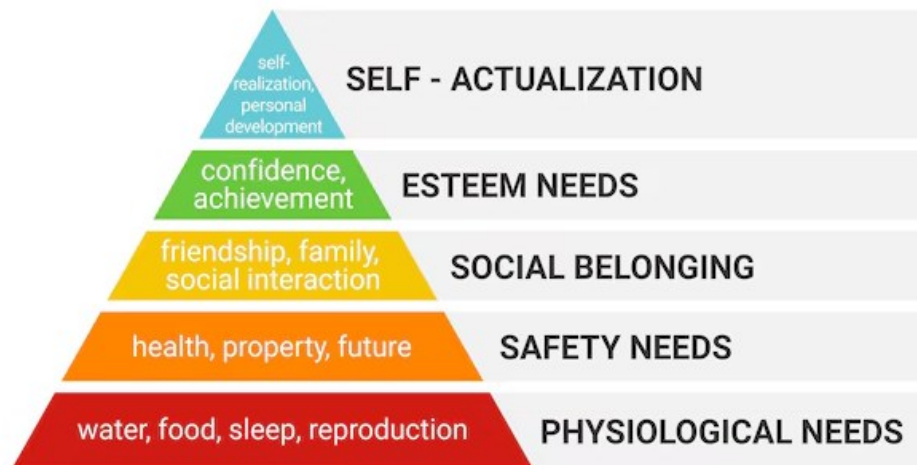 self-
realization,
personal
development
SELF - ACTUALIZATION
confidence,
achievement
ESTEEM NEEDS
friendship, family,
social interaction
SOCIAL BELONGING
health, property, future
SAFETY NEEDS
water, food, sleep, reproduction
PHYSIOLOGICAL NEEDS